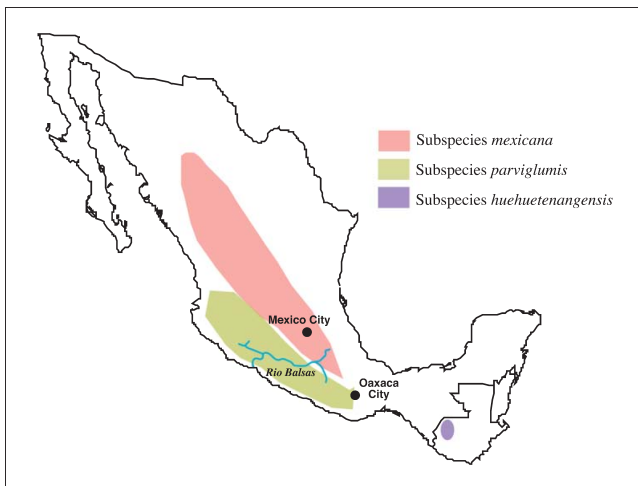 Subspecies mexicana
Subspecies parviglumis
Subspecies huehuetenangensis
Mexico City
Rio Balsas
Oaxaca
City